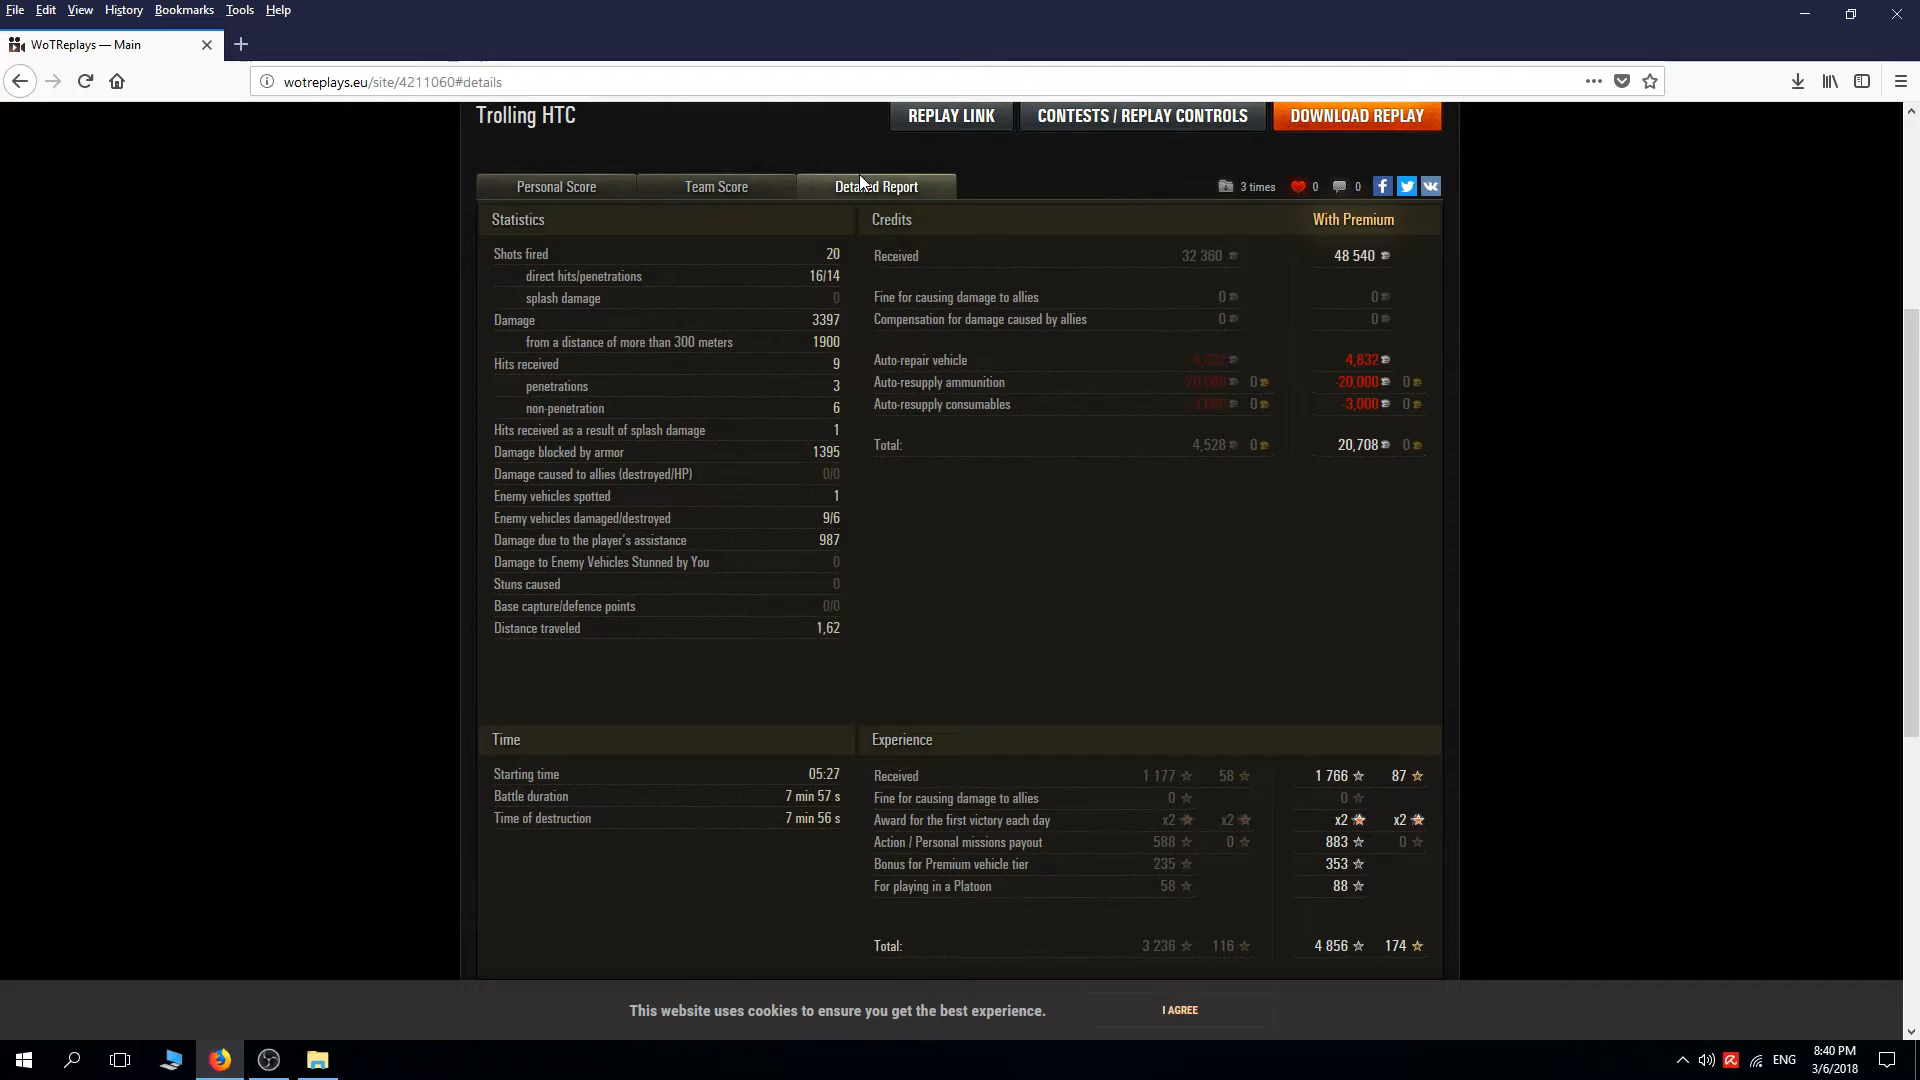 File Edit View History Bookmarks Tools Help
WoTReplays — Main
wotreplays.eu/site/4211060#details
Trolling HTC
REPLAY LINK
CONTESTS / REPLAY CONTROLS
DOWNLOAD REPLAY
Personal Score
Team Score
Detailed Report
3 times
0
0
Statistics
Shots fired 20
direct hits/penetrations 16/14
splash damage 0
Damage 3397
from a distance of more than 300 meters 1900
Hits received 9
penetrations 3
non-penetration 6
Hits received as a result of splash damage 1
Damage blocked by armor 1395
Damage caused to allies (destroyed/HP) 0/0
Enemy vehicles spotted 1
Enemy vehicles damaged/destroyed 9/6
Damage due to the player's assistance 987
Damage to Enemy Vehicles Stunned by You 0
Stuns caused 0
Base capture/defence points 0/0
Distance traveled 1,62
Credits With Premium
Received 32 360 48 540
Fine for causing damage to allies 0 0
Compensation for damage caused by allies 0 0
Auto-repair vehicle 4,832 4,832
Auto-resupply ammunition -20,000 0 -20,000 0
Auto-resupply consumables -3,000 0 -3,000 0
Total: 4,528 0 20,708 0
Time
Starting time 05:27
Battle duration 7 min 57 s
Time of destruction 7 min 56 s
Experience
Received 1 177 58 1 766 87
Fine for causing damage to allies 0 0
Award for the first victory each day x2 x2 x2 x2
Action / Personal missions payout 588 0 883 0
Bonus for Premium vehicle tier 235 353
For playing in a Platoon 58 88
Total: 3 236 116 4 856 174
This website uses cookies to ensure you get the best experience.
I AGREE
ENG
8:40 PM
3/6/2018